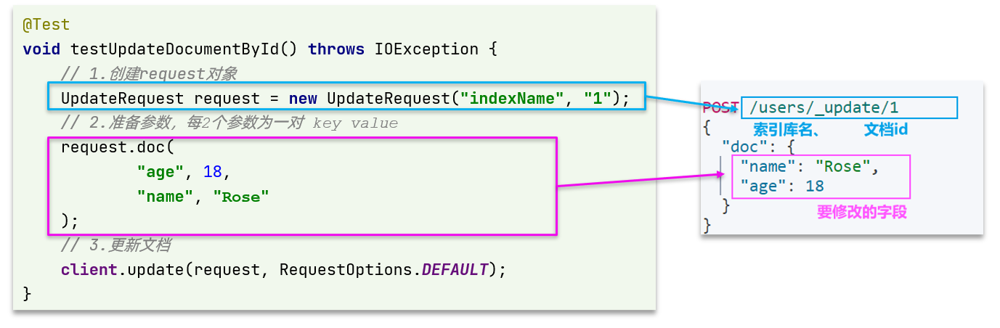 @Test
void testUpdateDocumentById() throws IOException {
// 1.创建request对象
UpdateRequest request = new UpdateRequest("indexName", "1");
// 2.准备参数，每2个参数为一对 key value
request.doc(
"age", 18,
"name", "Rose"
);
// 3.更新文档
client.update(request, RequestOptions.DEFAULT);
}
POST /users/_update/1
索引库名、 文档id
{
"doc": {
"name": "Rose",
"age": 18
}
要修改的字段
}